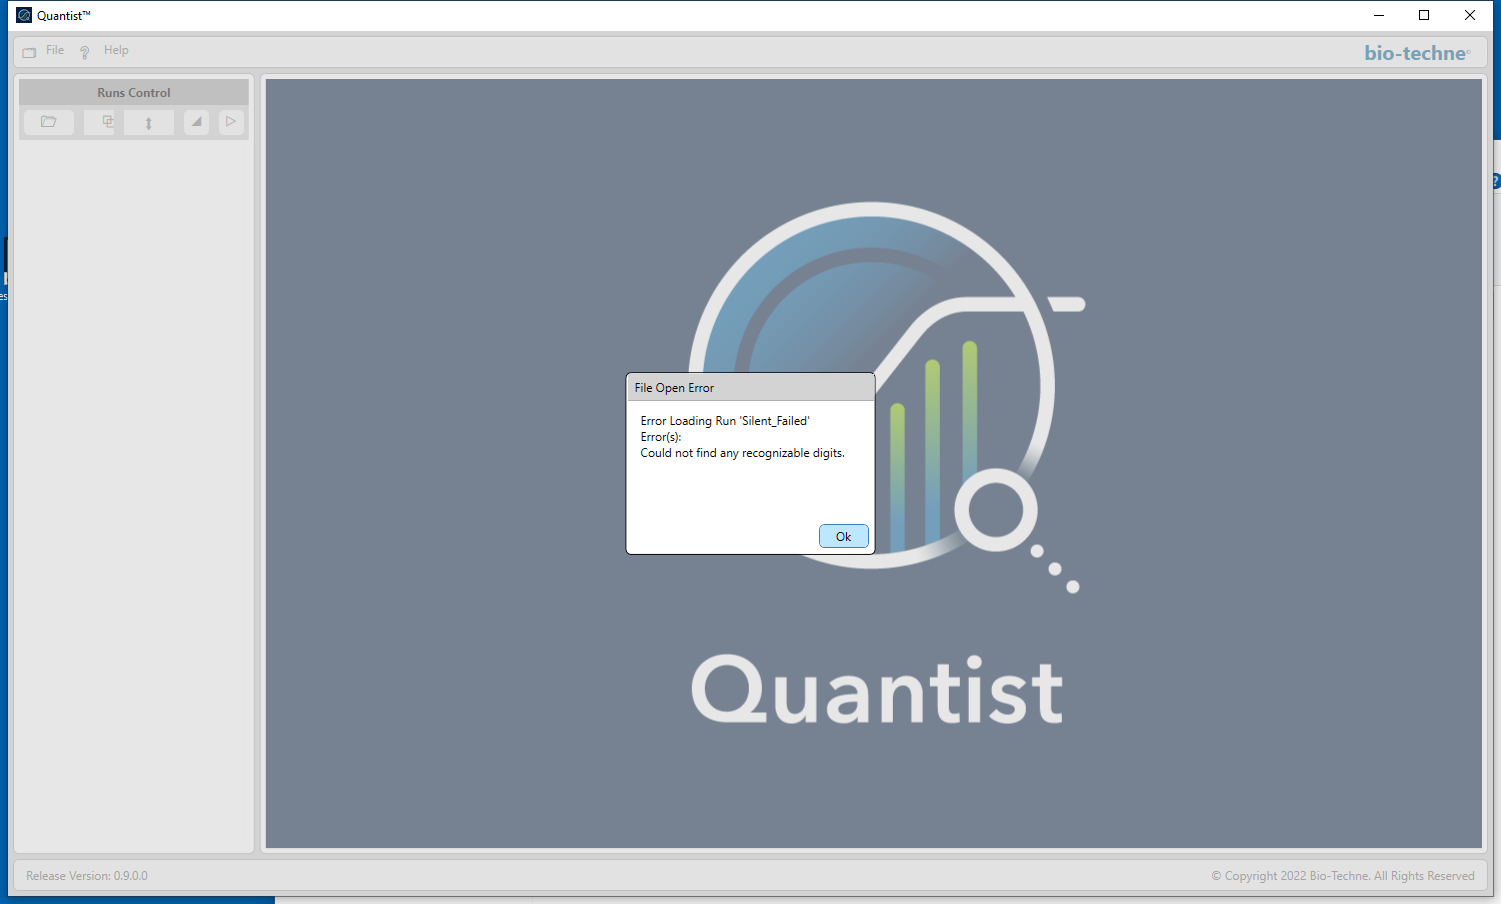 Quantist™
File Help
bio-techne®
Runs Control
File Open Error
Error Loading Run 'Silent_Failed'
Error(s):
Could not find any recognizable digits.
Ok
Quantist
Release Version: 0.9.0.0
© Copyright 2022 Bio-Techne. All Rights Reserved